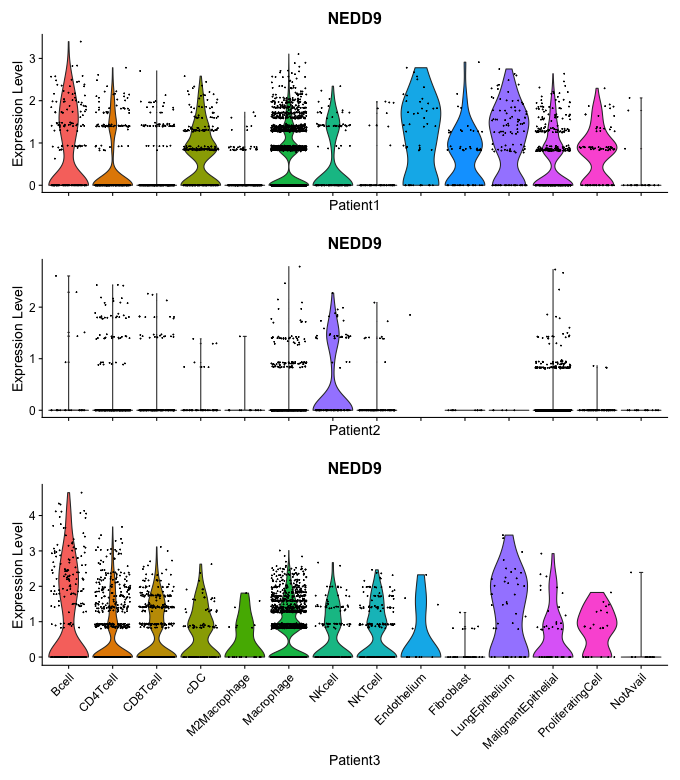 NEDD9
Expression Level
3
2
1
0
Patient1
NEDD9
Expression Level
2
1
0
Patient2
NEDD9
Expression Level
4
3
2
1
0
Bcell
CD4Tcell
CD8Tcell
cDC
M2Macrophage
Macrophage
NKcell
NKTcell
Endothelium
Fibroblast
LungEpithelium
MalignantEpithelial
ProliferatingCell
NotAvail
Patient3